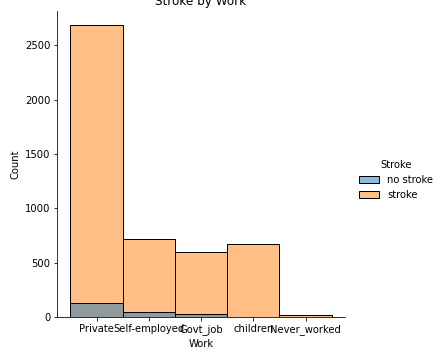 Stroke by Work
2500
2000
1500
1000
500
0
Count
Private
Self-employed
Govt_job
children
Never_worked
Work
Stroke
no stroke
stroke